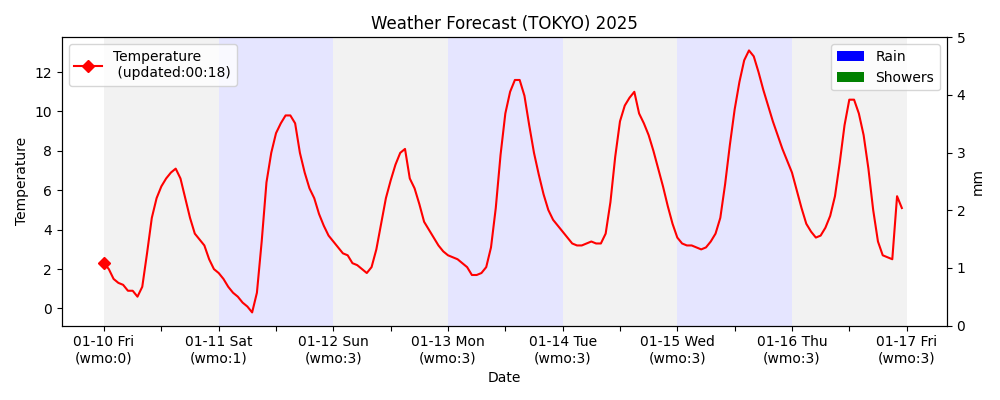 Weather Forecast (TOKYO) 2025
Temperature
(updated:00:18)
Rain
Showers
Temperature
12
10
8
6
4
2
0
5
4
3
2
1
0
mm
01-10 Fri
(wmo:0)
01-11 Sat
(wmo:1)
01-12 Sun
(wmo:3)
01-13 Mon
(wmo:3)
01-14 Tue
(wmo:3)
01-15 Wed
(wmo:3)
01-16 Thu
(wmo:3)
01-17 Fri
(wmo:3)
Date